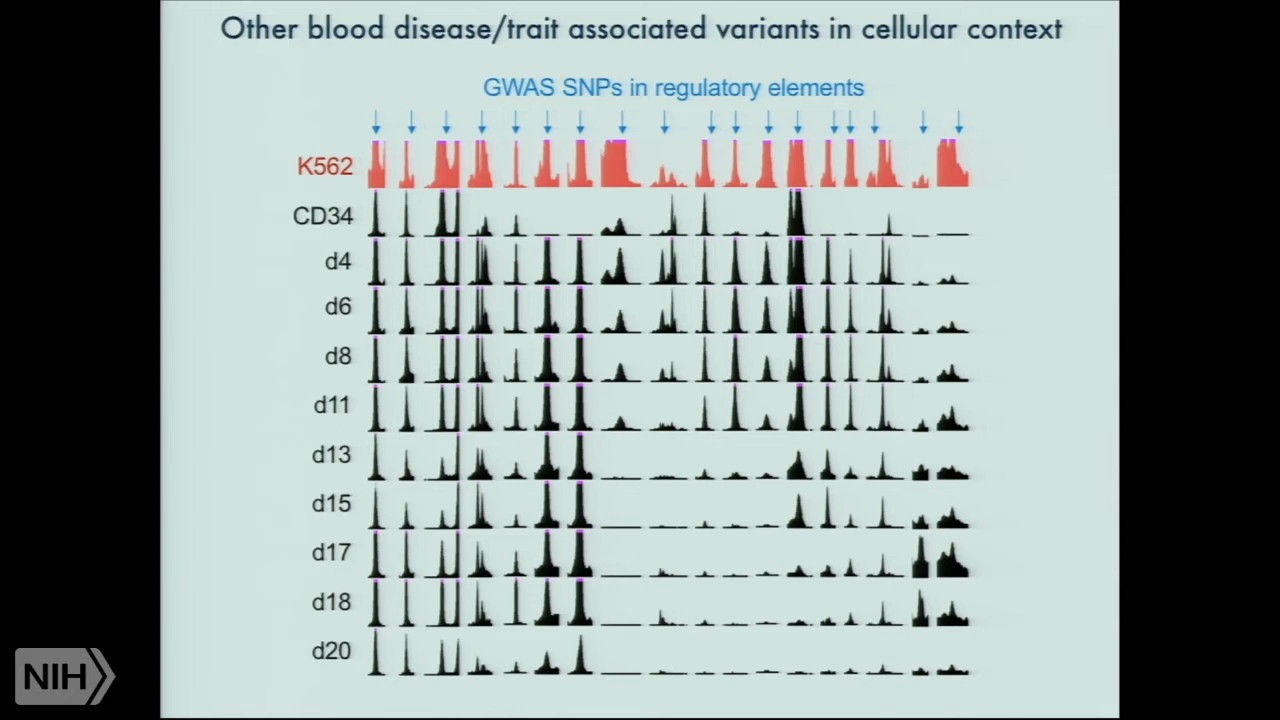 Other blood disease/trait associated variants in cellular context
GWAS SNPs in regulatory elements
K562
CD34
d4
d6
d8
d11
d13
d15
d17
d18
d20
NIH